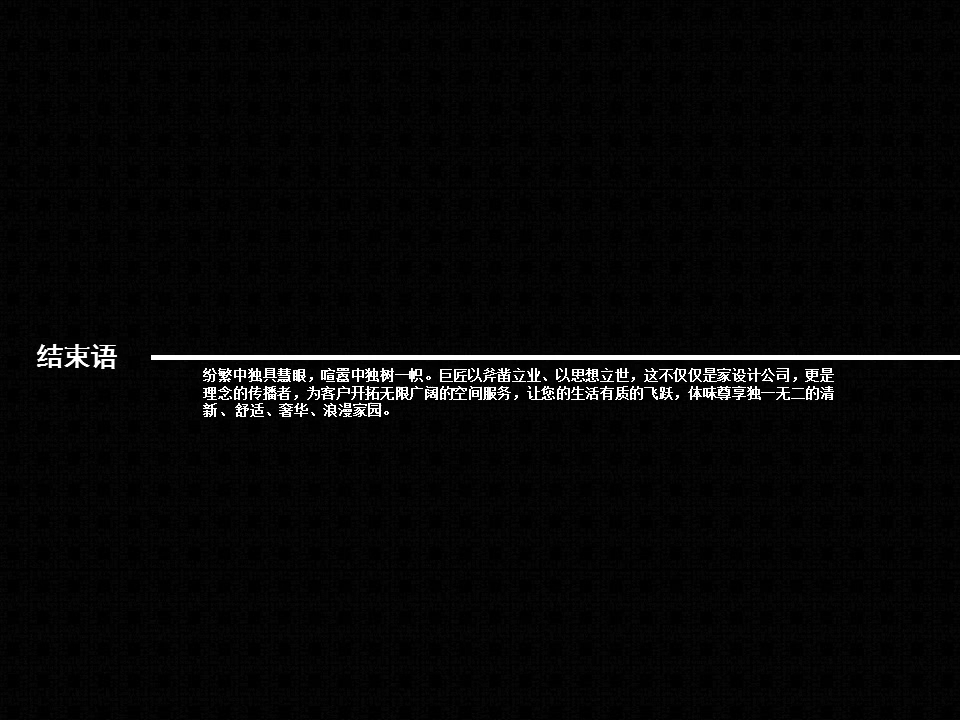 结束语
纷繁中独具慧眼，喧嚣中独树一帜。巨匠以斧凿立业、以思想立世，这不仅仅是家设计公司，更是
理念的传播者，为客户开拓无限广阔的空间服务，让您的生活有质的飞跃，体味尊享独一无二的清
新、舒适、奢华、浪漫家园。